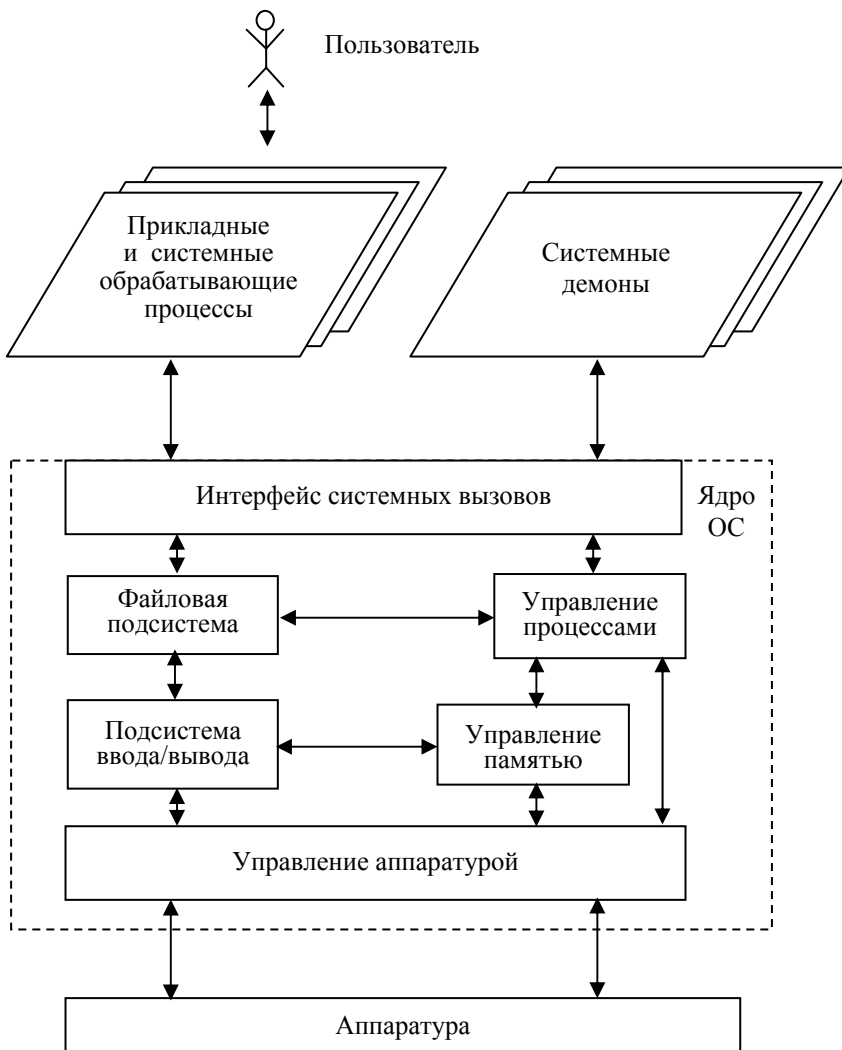 Пользователь
Прикладные
и системные
обрабатывающие
процессы
Системные
демоны
Интерфейс системных вызовов
Ядро
ОС
Файловая
подсистема
Управление
процессами
Подсистема
ввода/вывода
Управление
памятью
Управление аппаратурой
Аппаратура